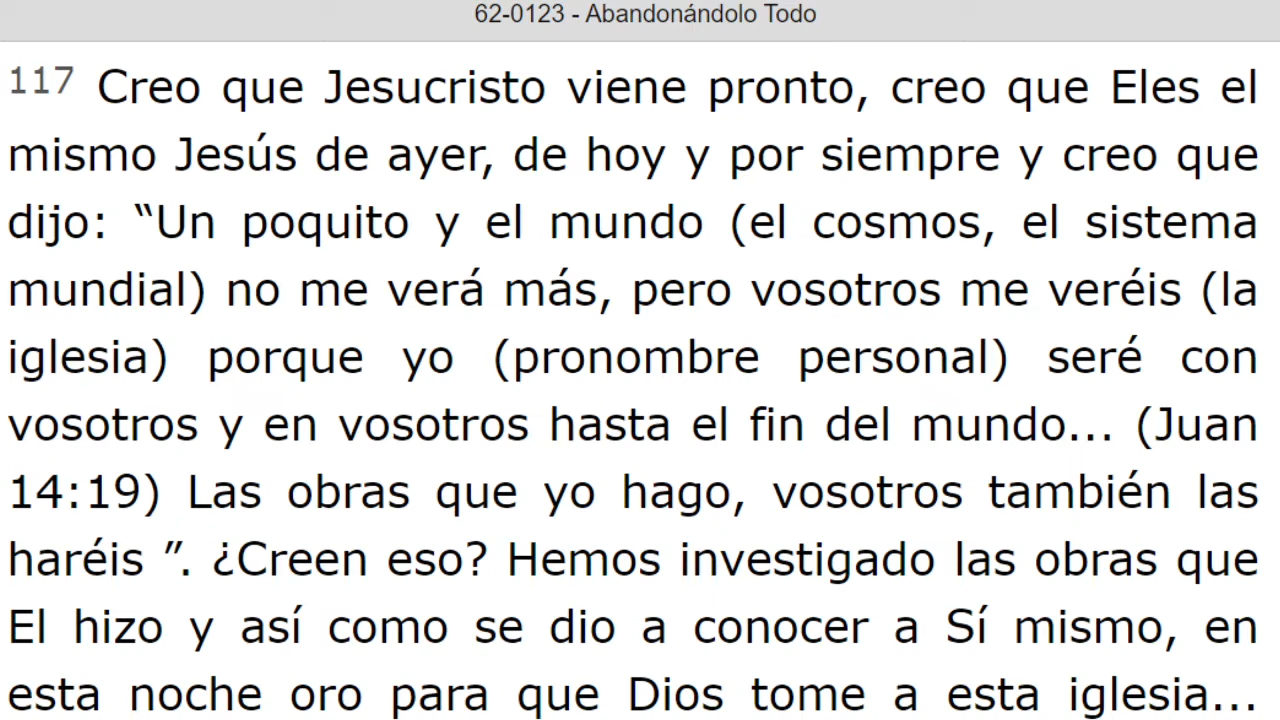 62-0123 - Abandonándolo Todo
117 Creo que Jesucristo viene pronto, creo que Eles el
mismo Jesús de ayer, de hoy y por siempre y creo que
dijo: “Un poquito y el mundo (el cosmos, el sistema
mundial) no me verá más, pero vosotros me veréis (la
iglesia) porque yo (pronombre personal) seré con
vosotros y en vosotros hasta el fin del mundo... (Juan
14:19) Las obras que yo hago, vosotros también las
haréis ”. ¿Creen eso? Hemos investigado las obras que
El hizo y así como se dio a conocer a Sí mismo, en
esta noche oro para que Dios tome a esta iglesia...